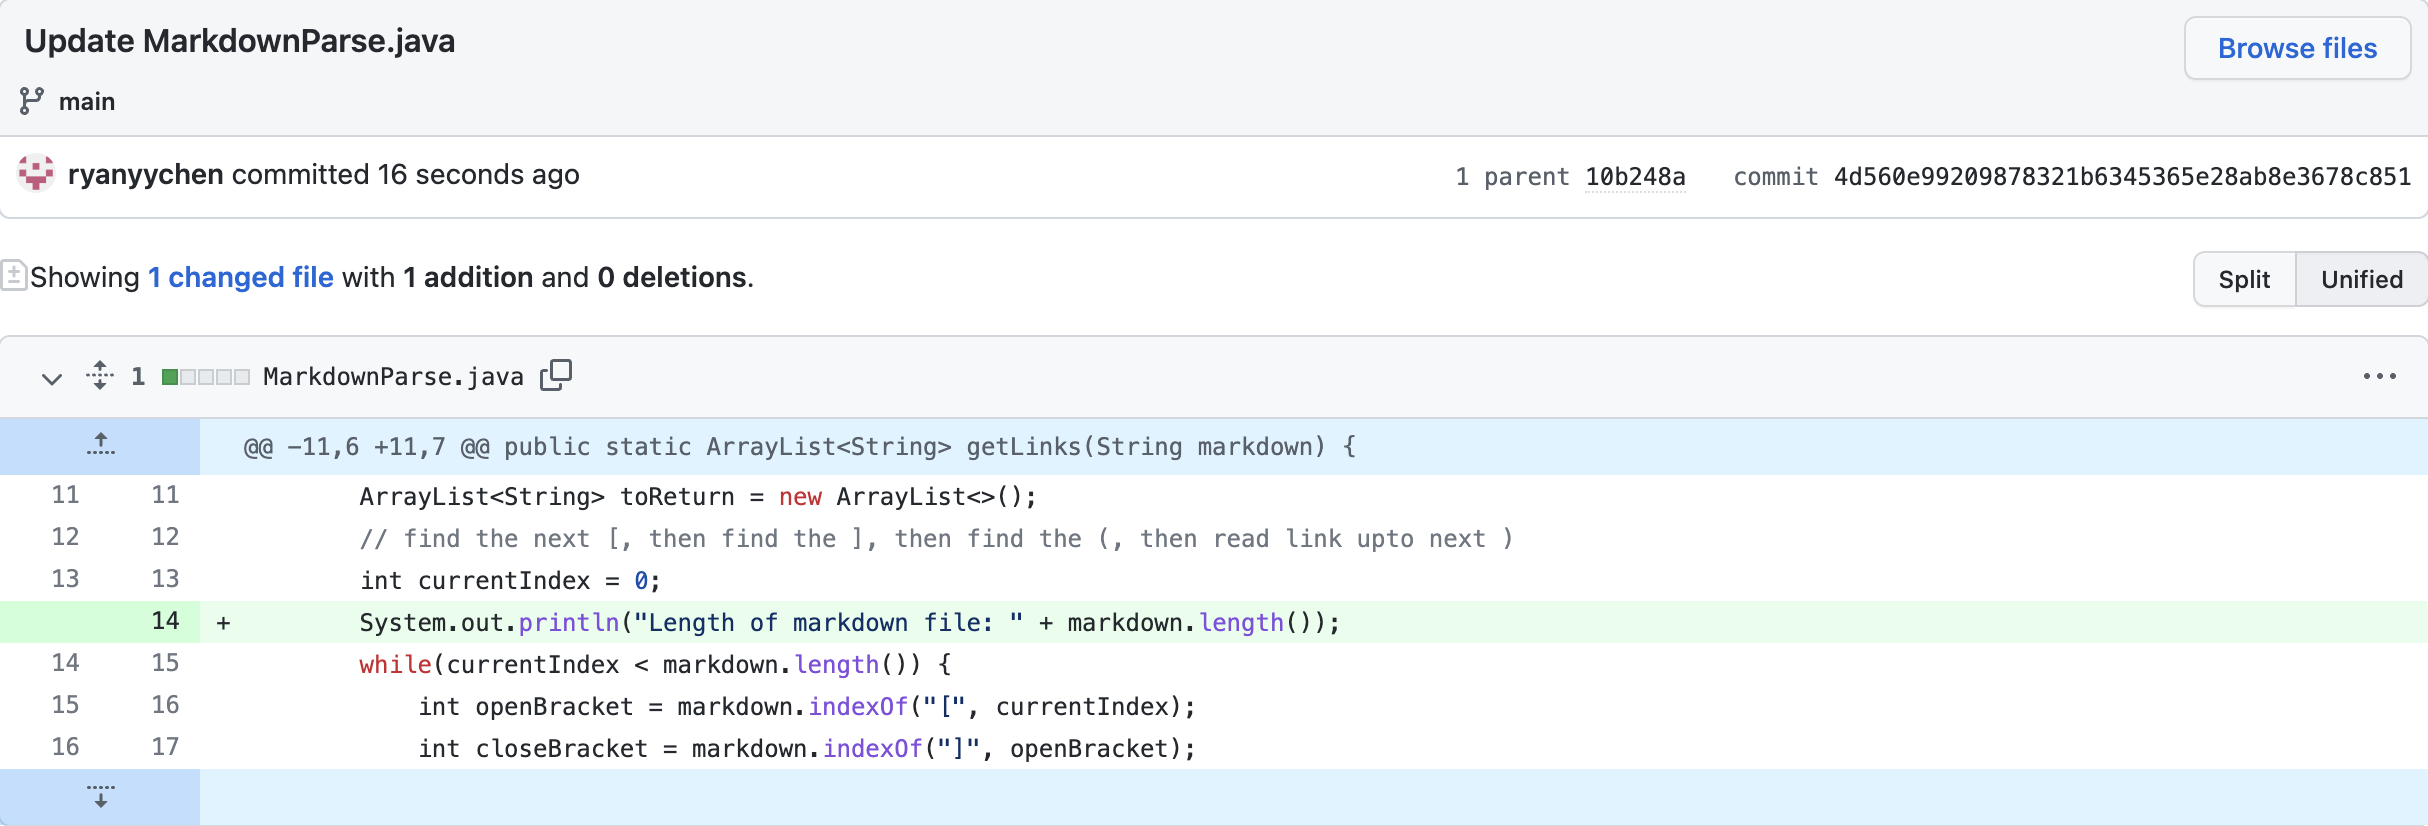 Update MarkdownParse.java
Browse files
main
ryanyychen committed 16 seconds ago
1 parent 10b248a commit 4d560e99209878321b6345365e28ab8e3678c851
Showing 1 changed file with 1 addition and 0 deletions.
Split Unified
1 MarkdownParse.java
@@ -11,6 +11,7 @@ public static ArrayList<String> getLinks(String markdown) {
11 11 ArrayList<String> toReturn = new ArrayList<>();
12 12 // find the next [, then find the ], then find the (, then read link upto next )
13 13 int currentIndex = 0;
14 + System.out.println("Length of markdown file: " + markdown.length());
14 15 while(currentIndex < markdown.length()) {
15 16 int openBracket = markdown.indexOf("[", currentIndex);
16 17 int closeBracket = markdown.indexOf("]", openBracket);